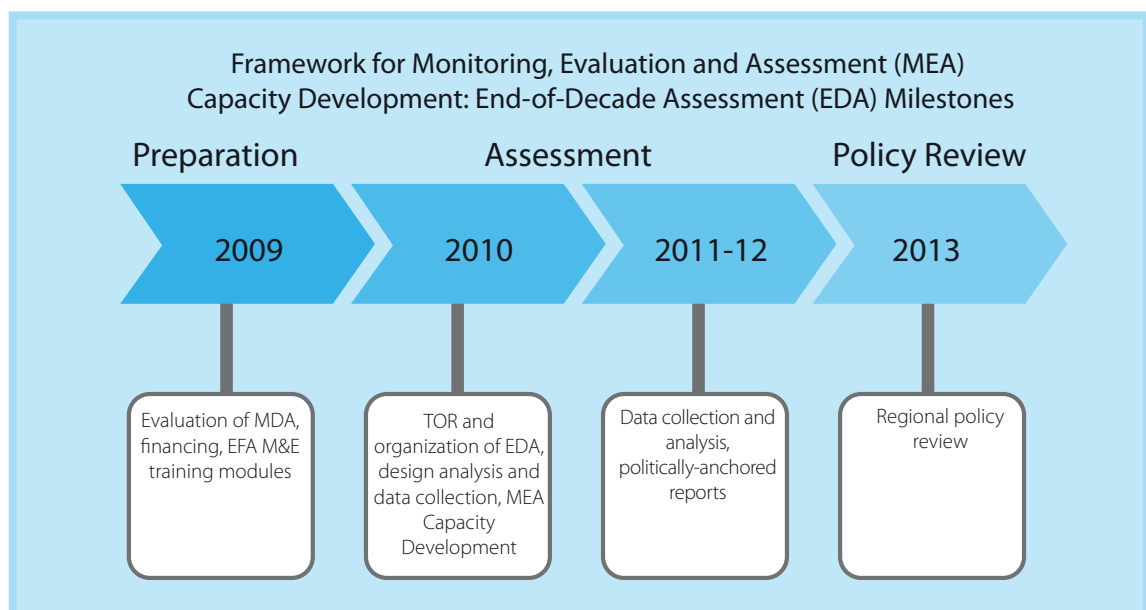 Framework for Monitoring, Evaluation and Assessment (MEA)
Capacity Development: End-of-Decade Assessment (EDA) Milestones
Preparation
Assessment
Policy Review
2009
2010
2011-12
2013
Evaluation of MDA,
financing, EFA M&E
training modules
TOR and
organization of EDA,
design analysis and
data collection, MEA
Capacity
Development
Data collection and
analysis,
politically-anchored
reports
Regional policy
review